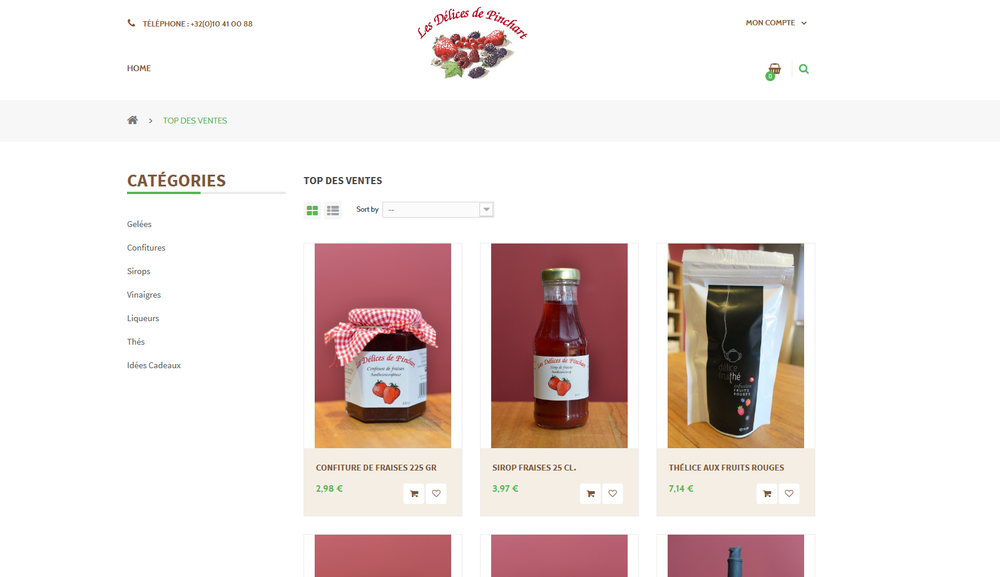 TÉLÉPHONE : +32(0)10 41 00 88
Les Délices de Pinchart
MON COMPTE
HOME
0
TOP DES VENTES
CATÉGORIES
Gelées
Confitures
Sirops
Vinaigres
Liqueurs
Thés
Idées Cadeaux
TOP DES VENTES
Sort by
--
Les Délices de Pinchart
Confiture de fraises
Aardbeienconfituur
225 g
CONFITURE DE FRAISES 225 GR
2,98 €
Les Délices de Pinchart
Sirop de fraises
Aardbeiensiroop
25 cl
SIROP FRAISES 25 CL.
3,97 €
délice
fruithé
infusion
FRUITS
ROUGES
THÉLICE AUX FRUITS ROUGES
7,14 €